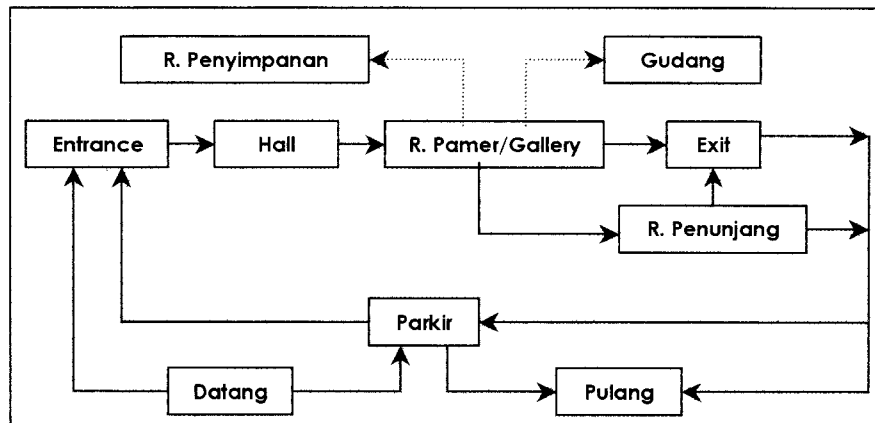 R. Penyimpanan
Gudang
Entrance
Hall
R. Pamer/Gallery
Exit
R. Penunjang
Parkir
Datang
Pulang